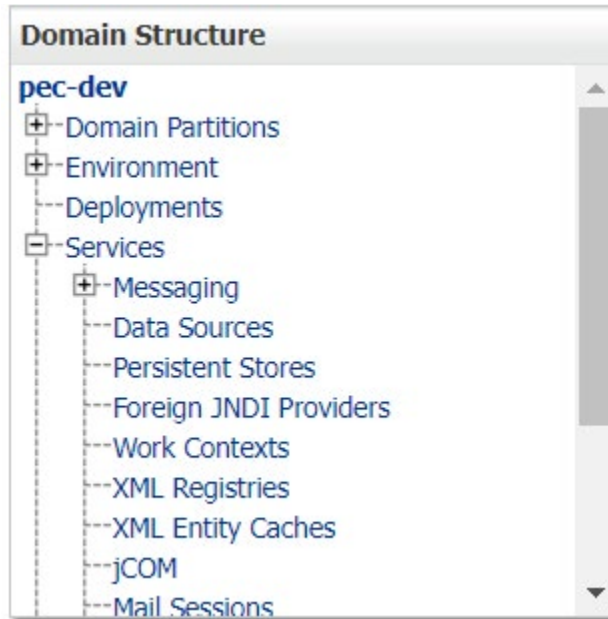 Domain Structure
pec-dev
Domain Partitions
Environment
Deployments
Services
Messaging
Data Sources
Persistent Stores
Foreign JNDI Providers
Work Contexts
XML Registries
XML Entity Caches
jCOM
Mail Sessions